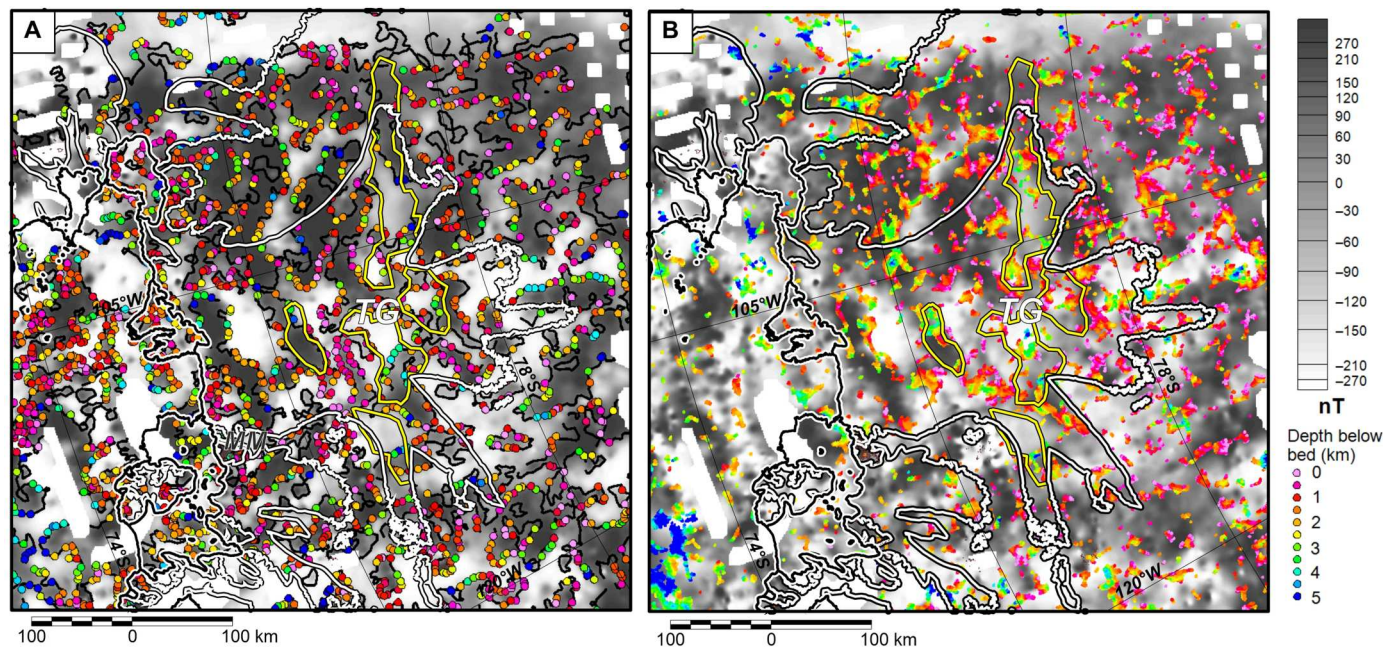 A
105°W
TG
78°S
MM
74°S
120°W
100 0 100 km
B
105°W
TG
78°S
74°S
120°W
100 0 100 km
270
210
150
120
90
60
30
0
−30
−60
−90
−120
−150
−210
−270
nT
Depth below
bed (km)
0
1
2
3
4
5